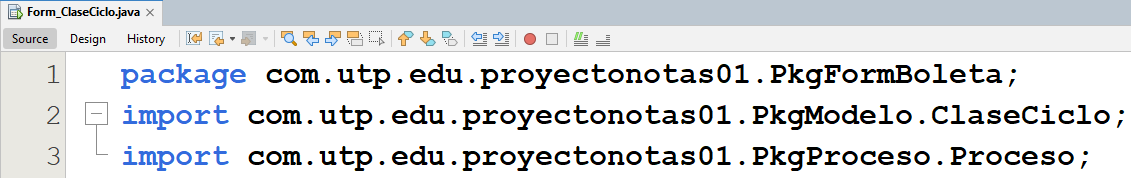 Form_ClaseCiclo.java
Source Design History
1 package com.utp.edu.proyectonotas01.PkgFormBoleta;
2 import com.utp.edu.proyectonotas01.PkgModelo.ClaseCiclo;
3 import com.utp.edu.proyectonotas01.PkgProceso.Proceso;